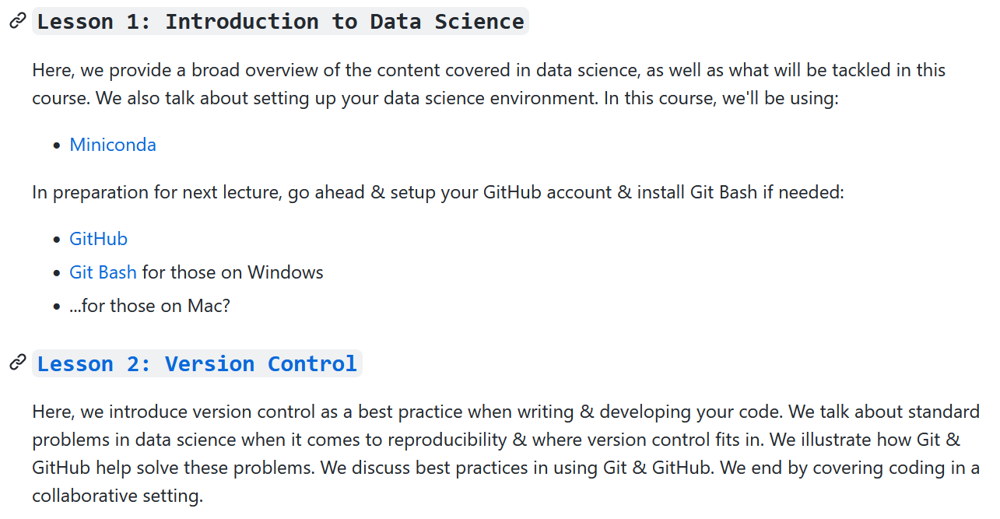 Lesson 1: Introduction to Data Science
Here, we provide a broad overview of the content covered in data science, as well as what will be tackled in this
course. We also talk about setting up your data science environment. In this course, we'll be using:
• Miniconda
In preparation for next lecture, go ahead & setup your GitHub account & install Git Bash if needed:
• GitHub
• Git Bash for those on Windows
• ...for those on Mac?
Lesson 2: Version Control
Here, we introduce version control as a best practice when writing & developing your code. We talk about standard
problems in data science when it comes to reproducibility & where version control fits in. We illustrate how Git &
GitHub help solve these problems. We discuss best practices in using Git & GitHub. We end by covering coding in a
collaborative setting.